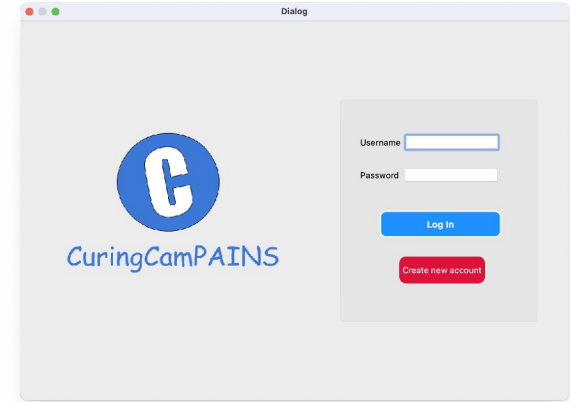 Dialog
C
CuringCamPAINS
Username
Password
Log In
Create new account